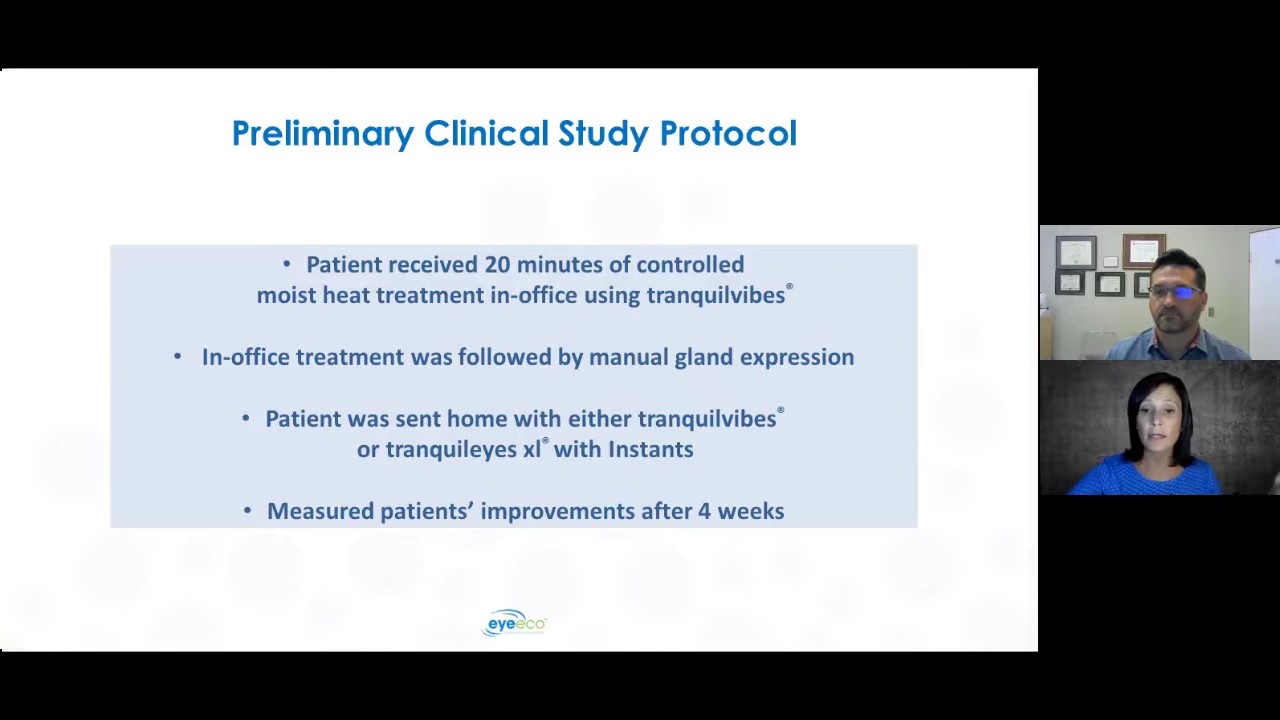 Preliminary Clinical Study Protocol
• Patient received 20 minutes of controlled
moist heat treatment in-office using tranquilvibes®
• In-office treatment was followed by manual gland expression
• Patient was sent home with either tranquilvibes®
or tranquileyes xl® with Instants
• Measured patients’ improvements after 4 weeks
eyeeco